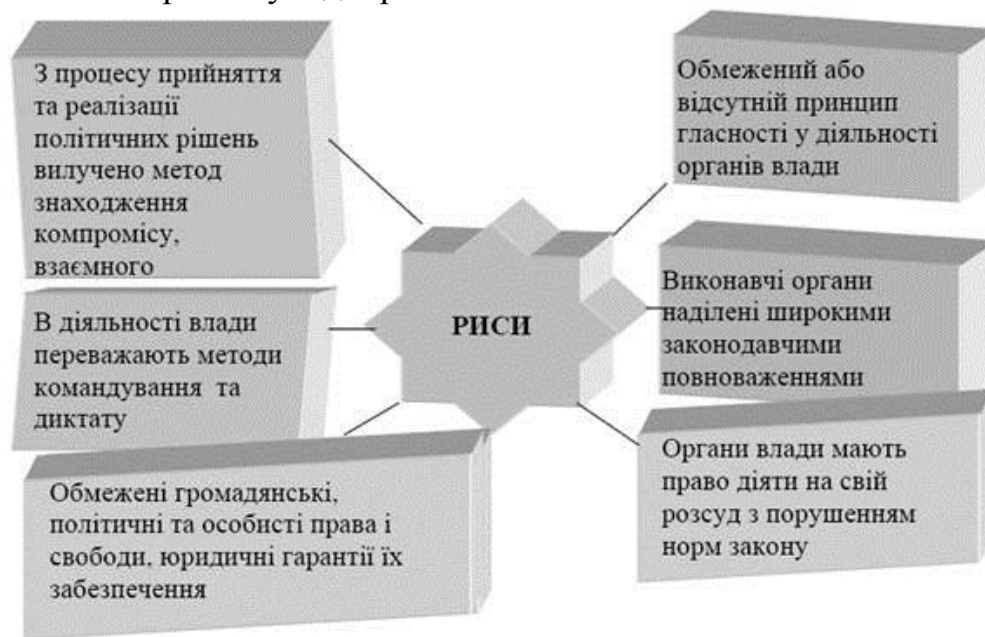 З процесу прийняття
та реалізації
політичних рішень
вилучено метод
знаходження
компромісу,
взаємного
В діяльності влади
переважають методи
командування та
диктату
Обмежені громадянські,
політичні та особисті права і
свободи, юридичні гарантії їх
забезпечення
РИСИ
Обмежений або
відсутній принцип
гласності у діяльності
органів влади
Виконавчі органи
наділені широкими
законодавчими
повноваженнями
Органи влади мають
право діяти на свій
розсуд з порушенням
норм закону